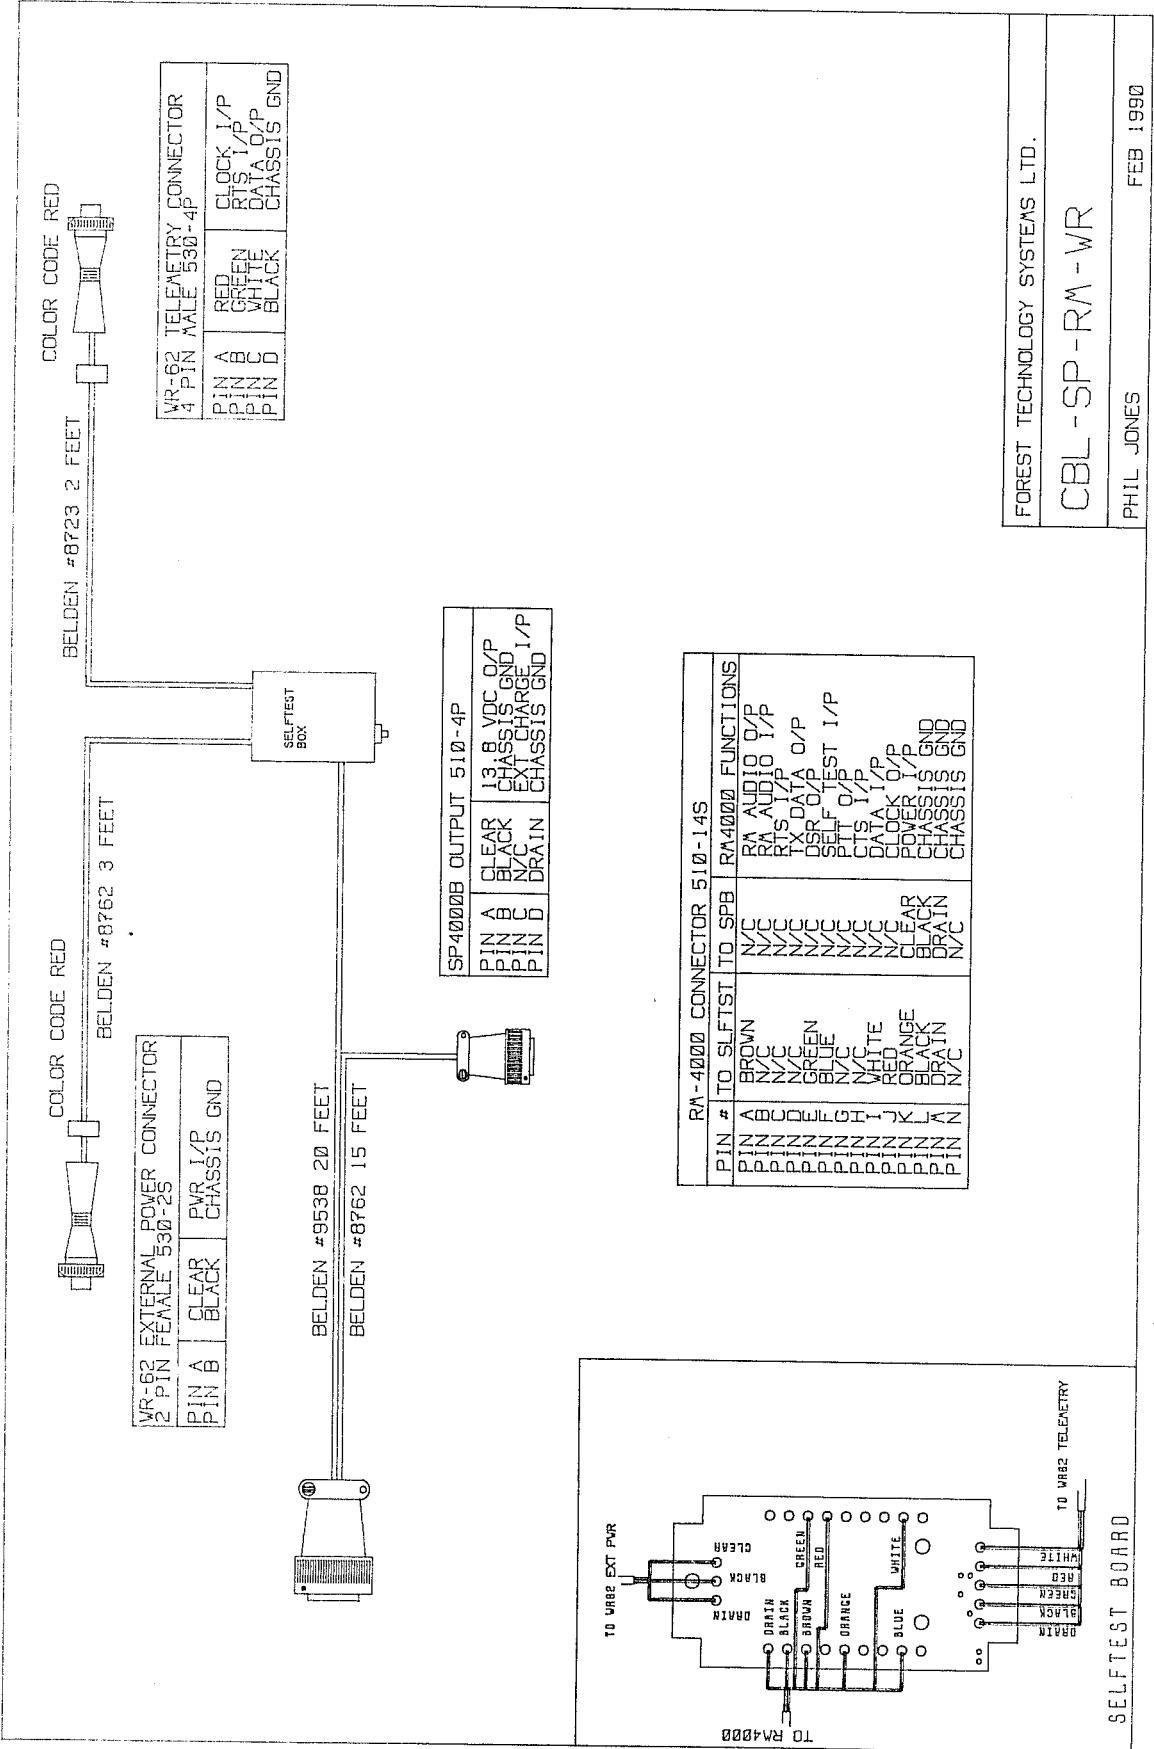 COLOR CODE RED
BELDEN #8762 3 FEET
WR-62 EXTERNAL POWER CONNECTOR
2 PIN FEMALE 530-2S
PIN A CLEAR PWR I/P
PIN B BLACK CHASSIS GND
COLOR CODE RED
BELDEN #8723 2 FEET
WR-62 TELEMETRY CONNECTOR
4 PIN MALE 530-4P
PIN A RED CLOCK I/P
PIN B GREEN RTS I/P
PIN C WHITE DATA O/P
PIN D BLACK CHASSIS GND
SELFTEST
BOX
BELDEN #9538 20 FEET
BELDEN #8762 15 FEET
SP4000B OUTPUT 510-4P
PIN A CLEAR 13.8 VDC O/P
PIN B BLACK CHASSIS GND
PIN C N/C EXT CHARGE I/P
PIN D DRAIN CHASSIS GND
RM-4000 CONNECTOR 510-14S
PIN # TO SLFTST TO SPB RM4000 FUNCTIONS
PIN A BROWN N/C RM AUDIO O/P
PIN B N/C N/C RM AUDIO I/P
PIN C N/C N/C RTS I/P
PIN D N/C N/C TX DATA O/P
PIN E GREEN N/C DSR O/P
PIN F BLUE N/C SELF TEST I/P
PIN G N/C N/C PTT O/P
PIN H N/C N/C CTS I/P
PIN I WHITE N/C DATA I/P
PIN J RED N/C CLOCK O/P
PIN K ORANGE CLEAR POWER I/P
PIN L BLACK BLACK CHASSIS GND
PIN M DRAIN DRAIN CHASSIS GND
PIN N N/C N/C CHASSIS GND
TO WR62 EXT PWR
CLEAR
BLACK
DRAIN
DRAIN
BLACK
BROWN
ORANGE
BLUE
GREEN
RED
WHITE
TO RM4000
WHITE
RED
GREEN
BLACK
DRAIN
TO WR62 TELEMETRY
SELFTEST BOARD
FOREST TECHNOLOGY SYSTEMS LTD.
CBL-SP-RM-WR
PHIL JONES FEB 1990